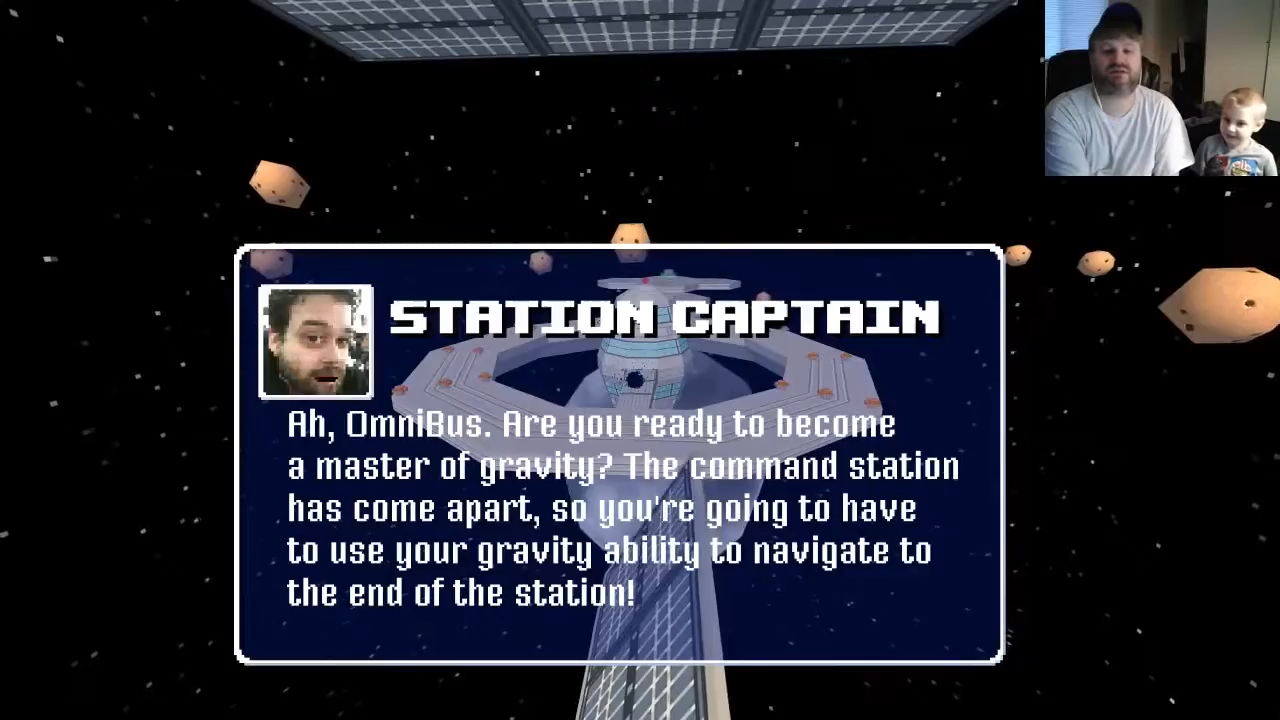 STATION CAPTAIN
Ah, OmniBus. Are you ready to become
a master of gravity? The command station
has come apart, so you're going to have
to use your gravity ability to navigate to
the end of the station!